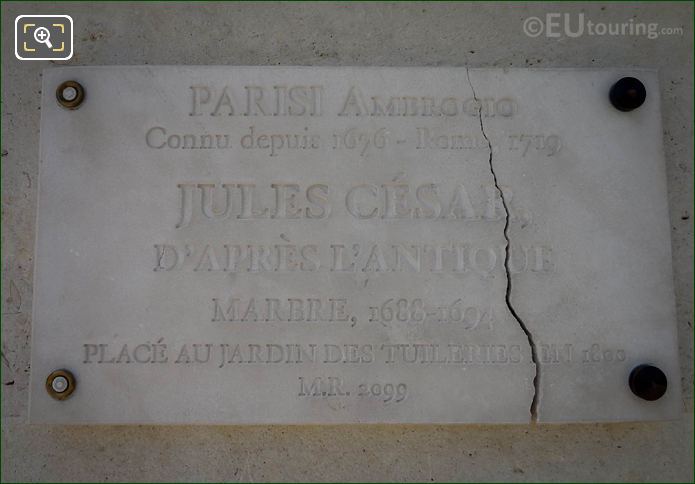 ©EUtouring.com
PARISI AMBROGIO
Connu depuis 1676 - Rome, 1719
JULES CÉSAR,
D'APRÈS L'ANTIQUE
MARBRE, 1688-1694
PLACÉ AU JARDIN DES TUILERIES EN 1800
M.R. 2099